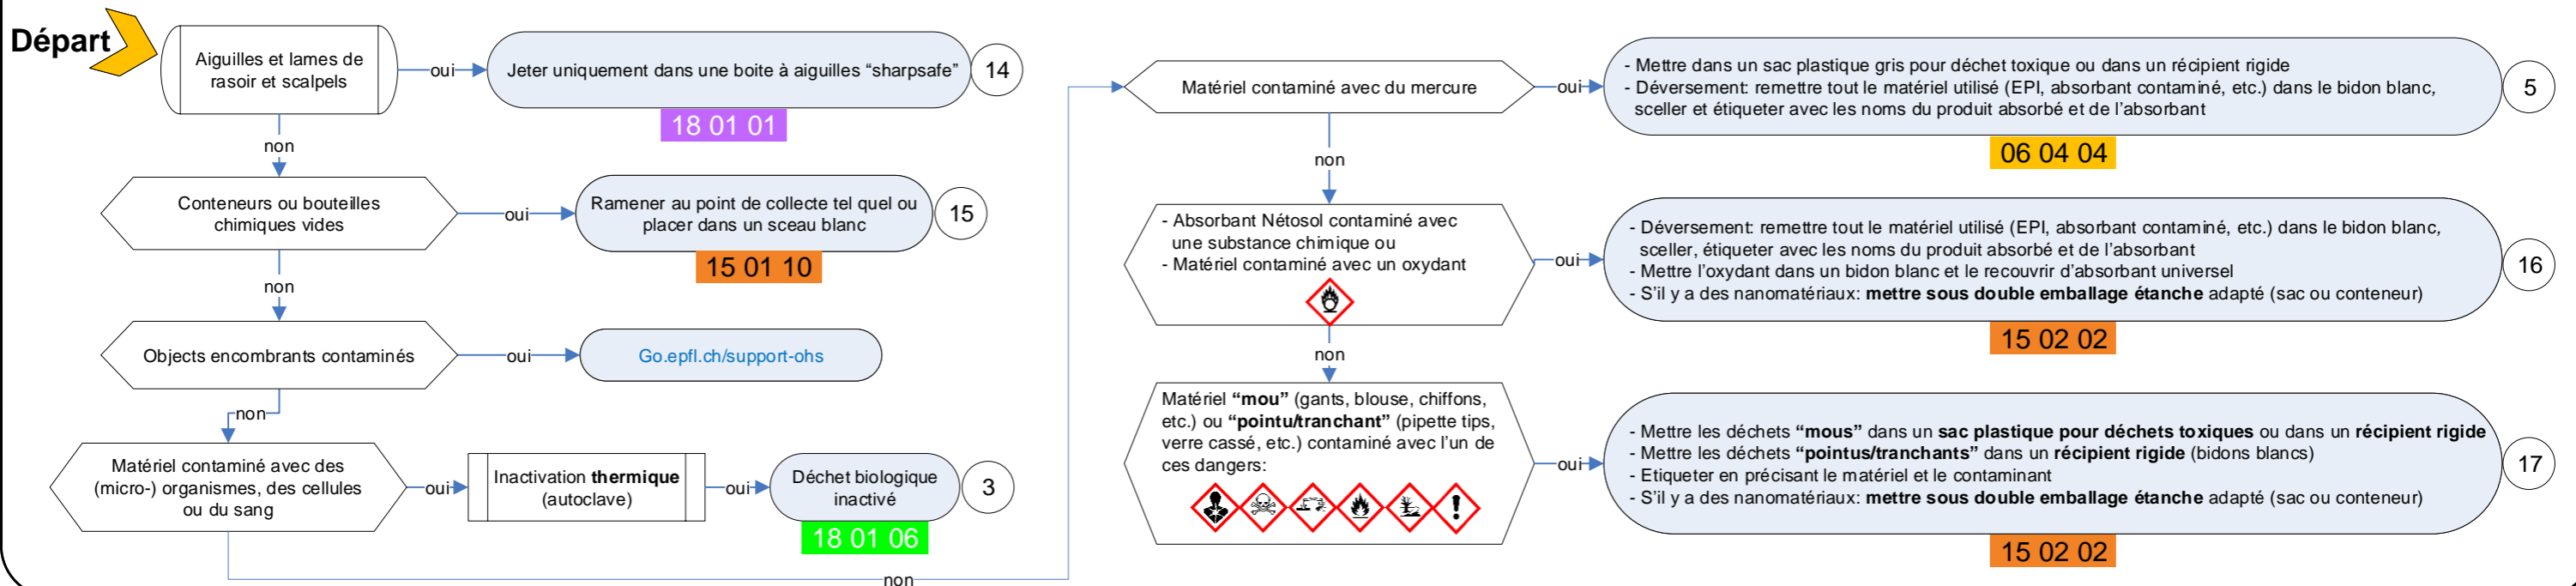 Départ
Aiguilles et lames de
rasoir et scalpels
oui
Jeter uniquement dans une boite à aiguilles “sharpsafe”
14
18 01 01
non
Conteneurs ou bouteilles
chimiques vides
oui
Ramener au point de collecte tel quel ou
placer dans un sceau blanc
15
15 01 10
non
Objects encombrants contaminés
oui
Go.epfl.ch/support-ohs
non
Matériel contaminé avec des
(micro-) organismes, des cellules
ou du sang
oui
Inactivation thermique
(autoclave)
oui
Déchet biologique
inactivé
3
18 01 06
non
Matériel contaminé avec du mercure
oui
- Mettre dans un sac plastique gris pour déchet toxique ou dans un récipient rigide
- Déversement: remettre tout le matériel utilisé (EPI, absorbant contaminé, etc.) dans le bidon blanc,
sceller et étiqueter avec les noms du produit absorbé et de l’absorbant
5
06 04 04
non
- Absorbant Nétosol contaminé avec
une substance chimique ou
- Matériel contaminé avec un oxydant
oui
- Déversement: remettre tout le matériel utilisé (EPI, absorbant contaminé, etc.) dans le bidon blanc,
sceller, étiqueter avec les noms du produit absorbé et de l’absorbant
- Mettre l’oxydant dans un bidon blanc et le recouvrir d’absorbant universel
- S’il y a des nanomatériaux: mettre sous double emballage étanche adapté (sac ou conteneur)
16
15 02 02
non
Matériel “mou” (gants, blouse, chiffons,
etc.) ou “pointu/tranchant” (pipette tips,
verre cassé, etc.) contaminé avec l’un de
ces dangers:
oui
- Mettre les déchets “mous” dans un sac plastique pour déchets toxiques ou dans un récipient rigide
- Mettre les déchets “pointus/tranchants” dans un récipient rigide (bidons blancs)
- Etiqueter en précisant le matériel et le contaminant
- S’il y a des nanomatériaux: mettre sous double emballage étanche adapté (sac ou conteneur)
17
15 02 02